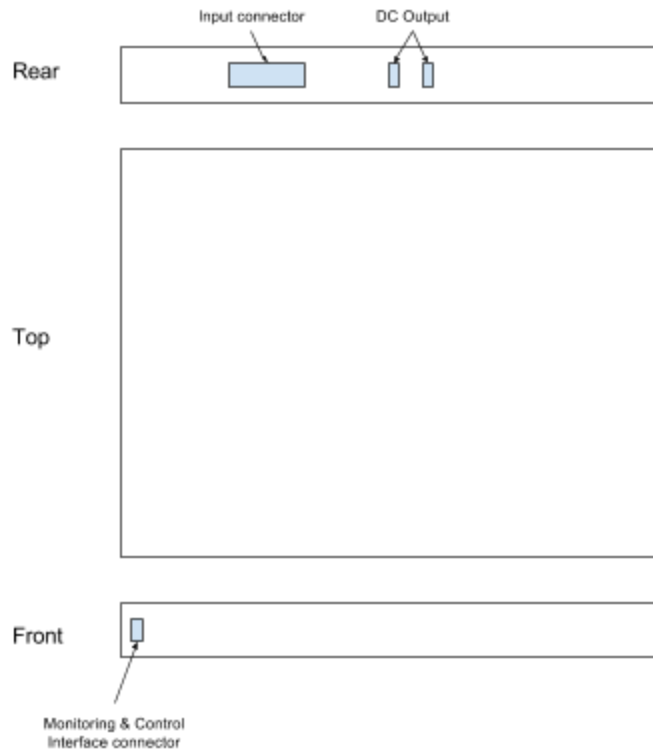 Input connector
DC Output
Rear
Top
Front
Monitoring & Control
Interface connector